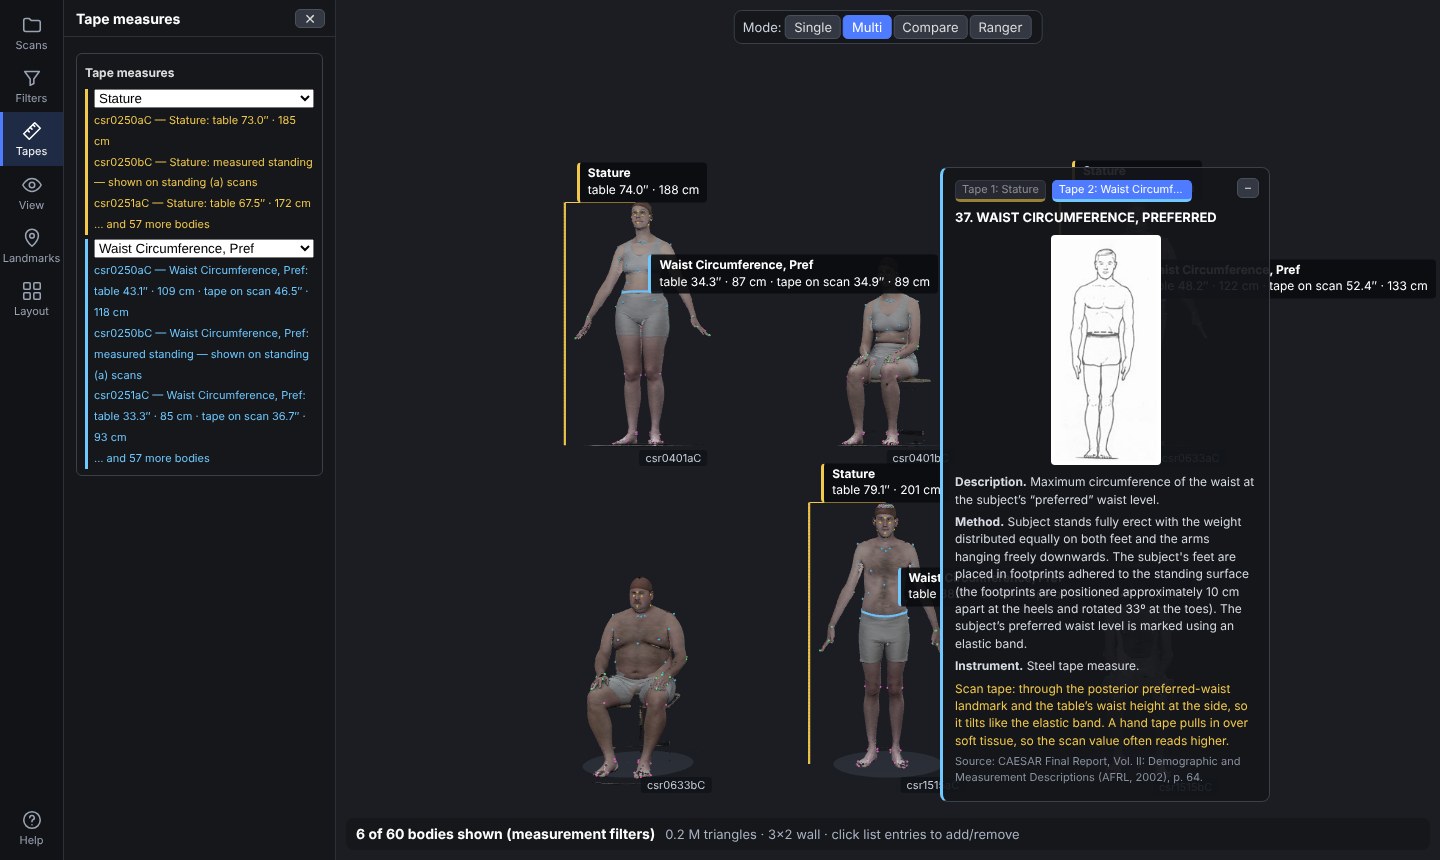 Tape measures
✕
Mode: Single Multi Compare Ranger
Scans
Filters
Tapes
View
Landmarks
Layout
Help
Tape measures
Stature
csr0250aC — Stature: table 73.0″ · 185
cm
csr0250bC — Stature: measured standing
— shown on standing (a) scans
csr0251aC — Stature: table 67.5″ · 172 cm
... and 57 more bodies
Waist Circumference, Pref
csr0250aC — Waist Circumference, Pref:
table 43.1″ · 109 cm · tape on scan 46.5″ ·
118 cm
csr0250bC — Waist Circumference, Pref:
measured standing — shown on standing
(a) scans
csr0251aC — Waist Circumference, Pref:
table 33.3″ · 85 cm · tape on scan 36.7″ ·
93 cm
... and 57 more bodies
Stature
table 74.0″ · 188 cm
Waist Circumference, Pref
table 34.3″ · 87 cm · tape on scan 34.9″ · 89 cm
csr0401aC
csr0401b
Stature
table 79.1″ · 201 cm
Waist
table
csr0633bC
csr1515aC
Stature
Waist Circumference, Pref
table 48.2″ · 122 cm · tape on scan 52.4″ · 133 cm
csr0633aC
csr1515bC
Tape 1: Stature
Tape 2: Waist Circumf...
–
37. WAIST CIRCUMFERENCE, PREFERRED
Description. Maximum circumference of the waist at
the subject’s “preferred” waist level.
Method. Subject stands fully erect with the weight
distributed equally on both feet and the arms
hanging freely downwards. The subject's feet are
placed in footprints adhered to the standing surface
(the footprints are positioned approximately 10 cm
apart at the heels and rotated 33º at the toes). The
subject’s preferred waist level is marked using an
elastic band.
Instrument. Steel tape measure.
Scan tape: through the posterior preferred-waist
landmark and the table’s waist height at the side, so
it tilts like the elastic band. A hand tape pulls in over
soft tissue, so the scan value often reads higher.
Source: CAESAR Final Report, Vol. II: Demographic and
Measurement Descriptions (AFRL, 2002), p. 64.
6 of 60 bodies shown (measurement filters) 0.2 M triangles · 3×2 wall · click list entries to add/remove